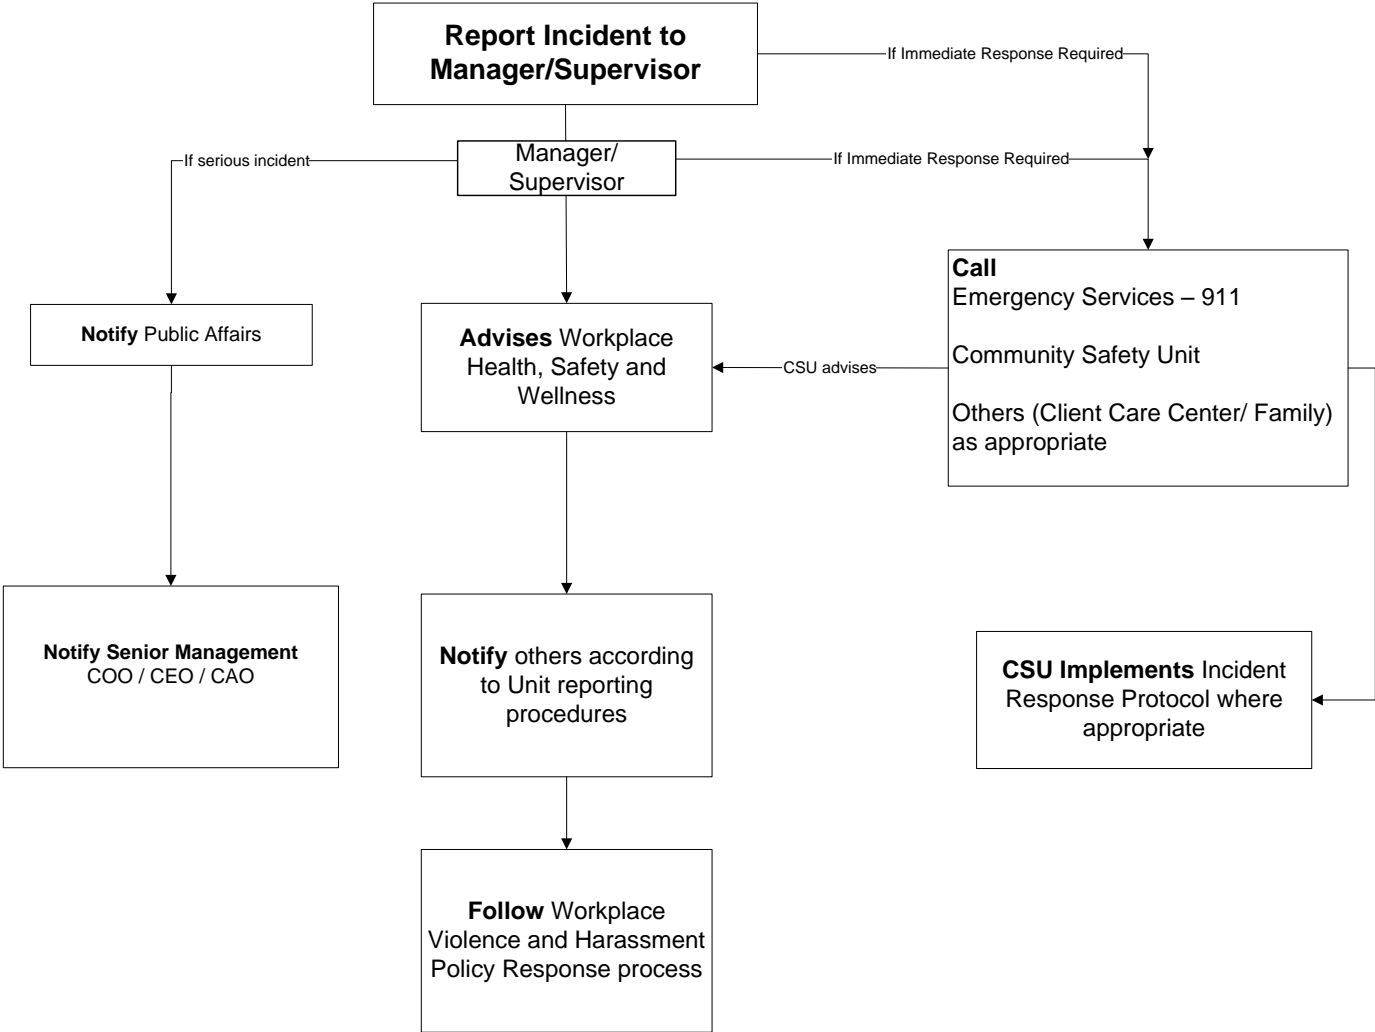 Report Incident to
Manager/Supervisor
If Immediate Response Required
Manager/
Supervisor
If serious incident
If Immediate Response Required
Call
Emergency Services – 911
Community Safety Unit
Others (Client Care Center/ Family)
as appropriate
Notify Public Affairs
Advises Workplace
Health, Safety and
Wellness
CSU advises
Notify Senior Management
COO / CEO / CAO
Notify others according
to Unit reporting
procedures
CSU Implements Incident
Response Protocol where
appropriate
Follow Workplace
Violence and Harassment
Policy Response process